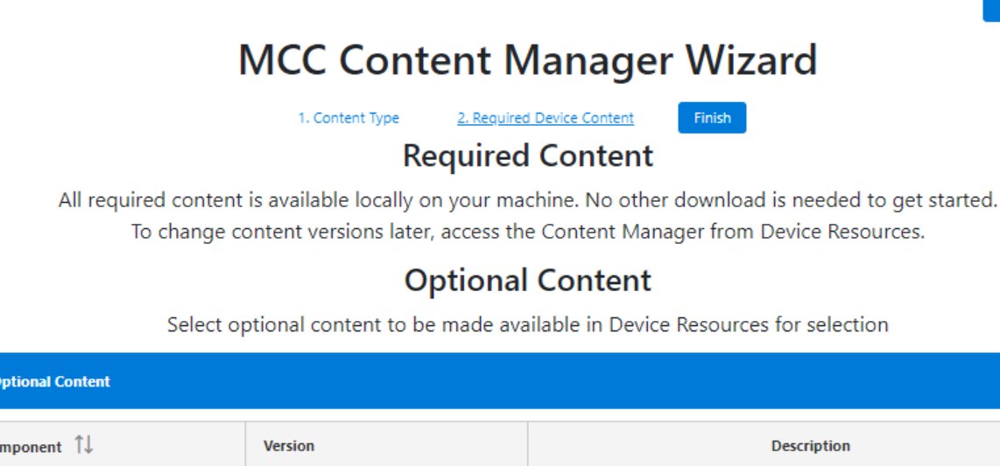 MCC Content Manager Wizard
1. Content Type 2. Required Device Content Finish
Required Content
All required content is available locally on your machine. No other download is needed to get started.
To change content versions later, access the Content Manager from Device Resources.
Optional Content
Select optional content to be made available in Device Resources for selection
ptional Content
mponent Version Description